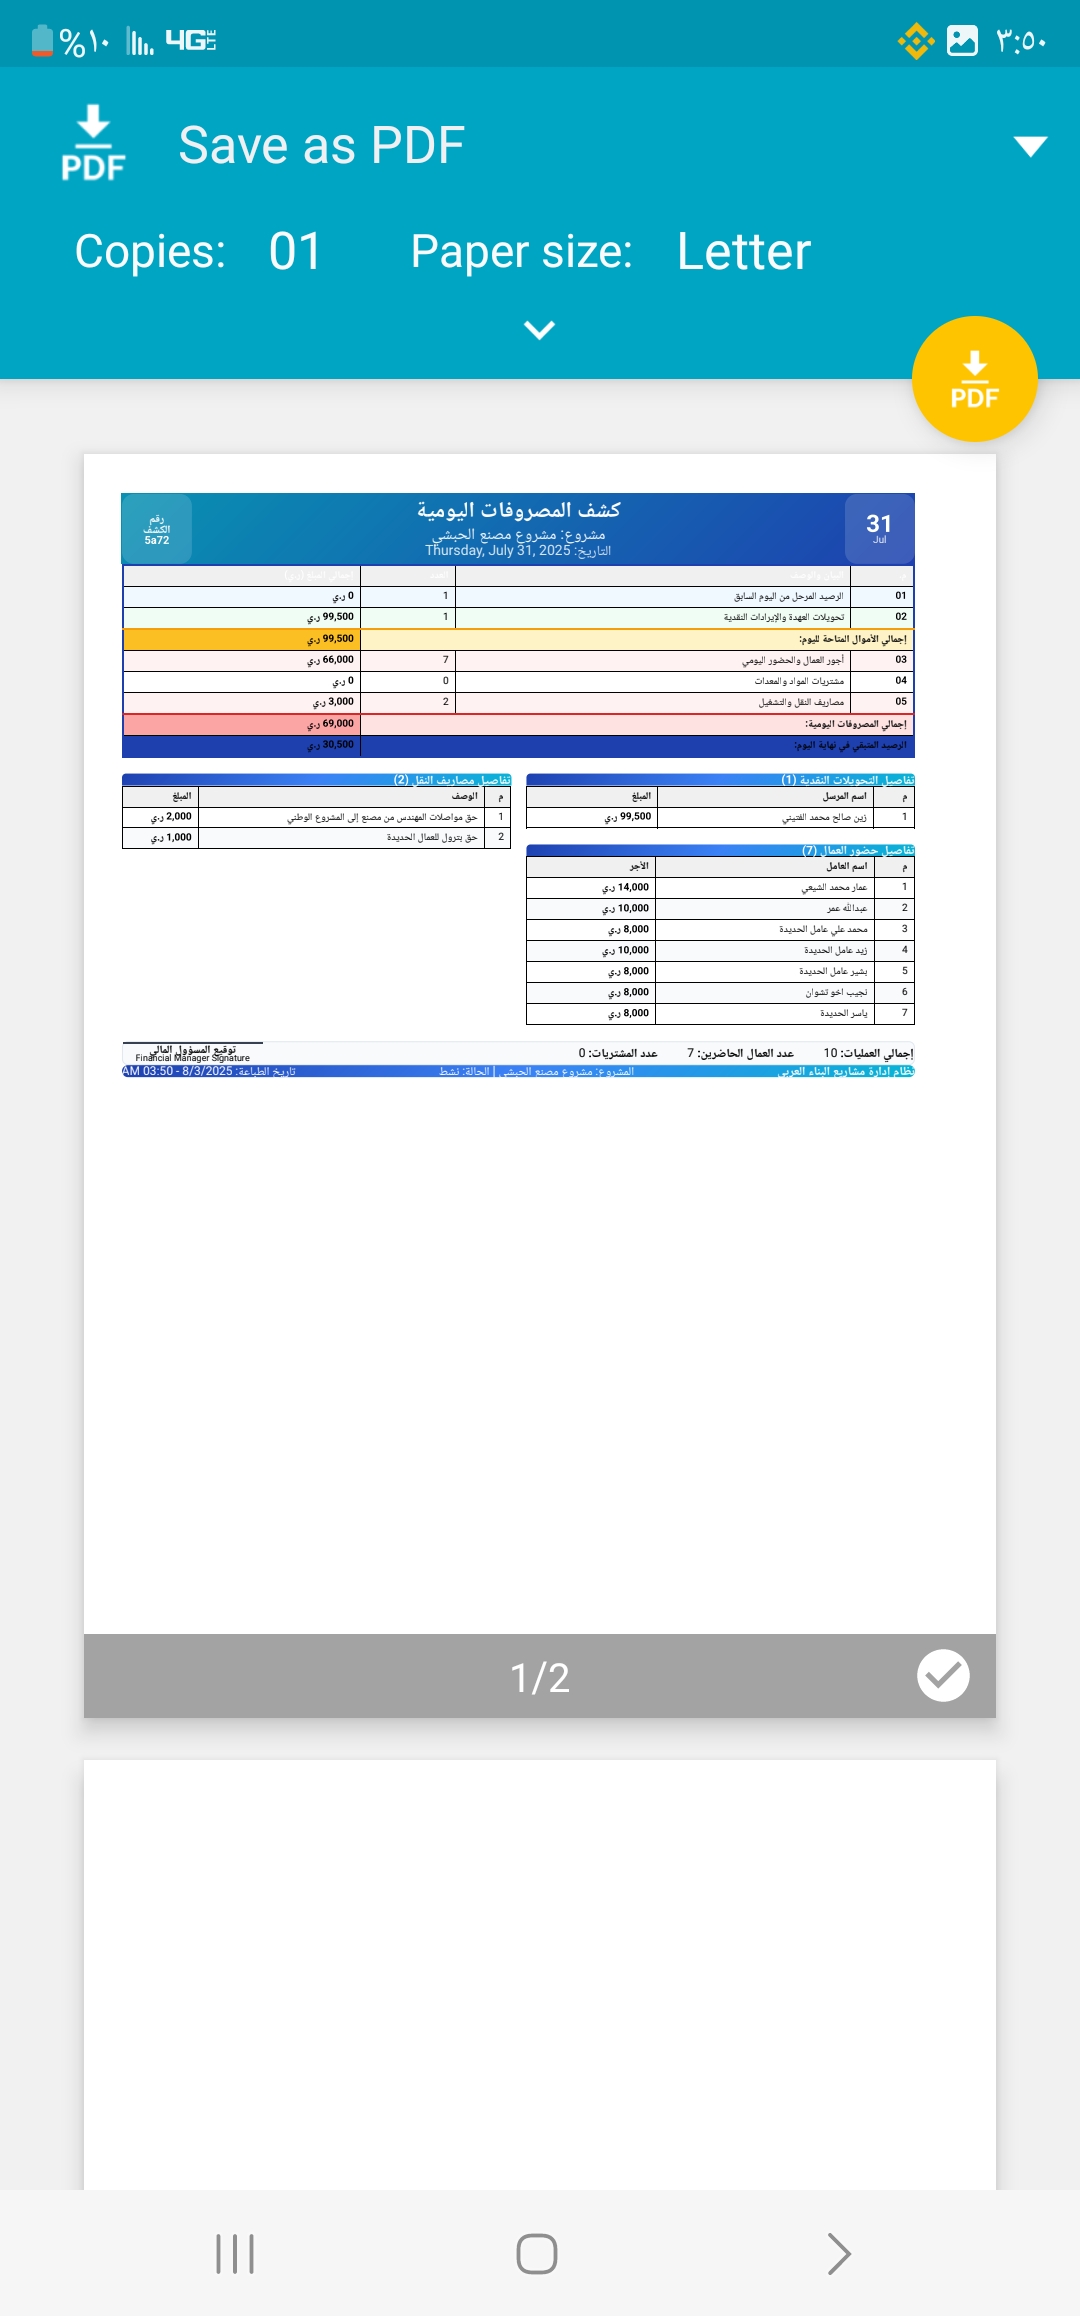 %١٠ 4G LTE ٣:٥٠
PDF Save as PDF
Copies: 01 Paper size: Letter
PDF
31
Jul
كشف المصروفات اليومية
مشروع: مشروع مصنع الحبشي
التاريخ: Thursday, July 31, 2025
رقم
الكشف
5a72
م البيان والوصف العدد إجمالي المبلغ (ر.ي)
01 الرصيد المرحل من اليوم السابق 1 0 ر.ي
02 تحويلات العهدة والإيرادات النقدية 1 99,500 ر.ي
إجمالي الأموال المتاحة لليوم: 99,500 ر.ي
03 أجور العمال والحضور اليومي 7 66,000 ر.ي
04 مشتريات المواد والمعدات 0 0 ر.ي
05 مصاريف النقل والتشغيل 2 3,000 ر.ي
إجمالي المصروفات اليومية: 69,000 ر.ي
الرصيد المتبقي في نهاية اليوم: 30,500 ر.ي
تفاصيل التحويلات النقدية (1)
م اسم المرسل المبلغ
1 زين صالح محمد الفتيني 99,500 ر.ي
تفاصيل حضور العمال (7)
م اسم العامل الأجر
1 عمار محمد الشيعي 14,000 ر.ي
2 عبدالله عمر 10,000 ر.ي
3 محمد علي عامل الحديدة 8,000 ر.ي
4 زيد عامل الحديدة 10,000 ر.ي
5 بشير عامل الحديدة 8,000 ر.ي
6 نجيب اخو تشوان 8,000 ر.ي
7 ياسر الحديدة 8,000 ر.ي
تفاصيل مصاريف النقل (2)
م الوصف المبلغ
1 حق مواصلات المهندس من مصنع إلى المشروع الوطني 2,000 ر.ي
2 حق بترول للعمال الحديدة 1,000 ر.ي
إجمالي العمليات: 10 عدد العمال الحاضرين: 7 عدد المشتريات: 0
توقيع المسؤول المالي
Financial Manager Signature
نظام إدارة مشاريع البناء العربي المشروع: مشروع مصنع الحبشي | الحالة: نشط تاريخ الطباعة: 8/3/2025 - 03:50 AM
1/2